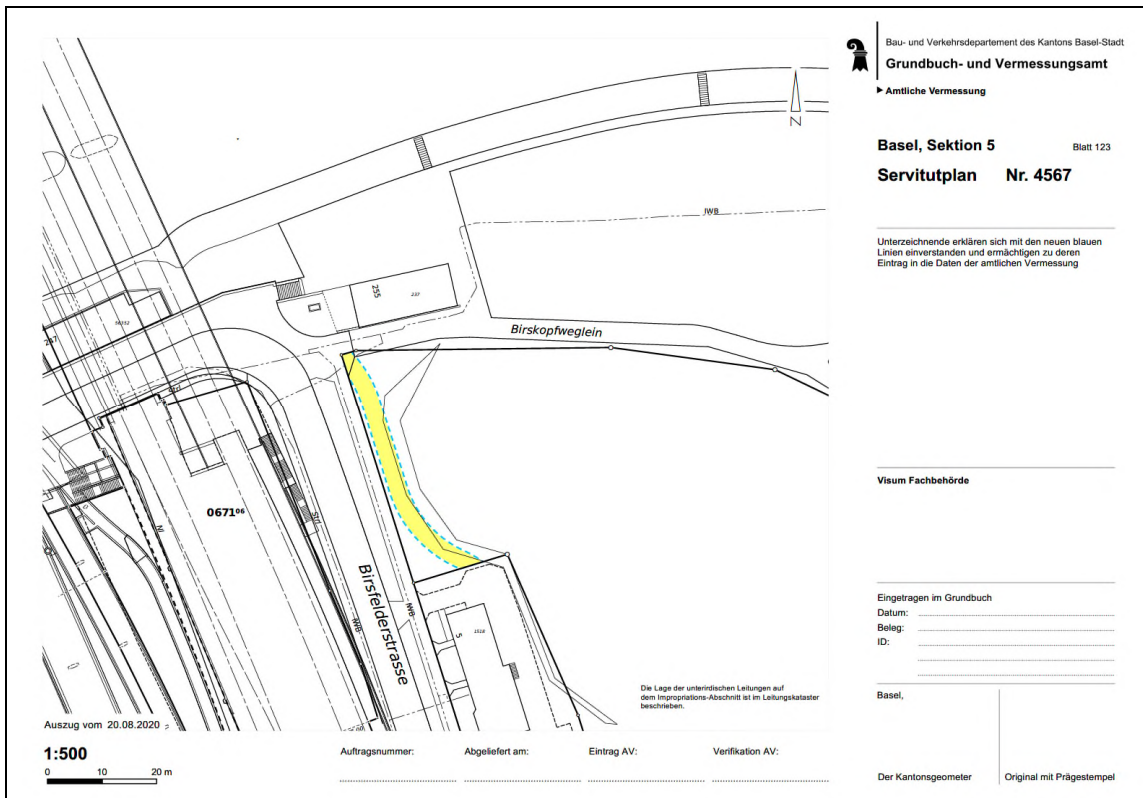 Bau- und Verkehrsdepartement des Kantons Basel-Stadt
Grundbuch- und Vermessungsamt
Amtliche Vermessung
Basel, Sektion 5
Blatt 123
Servitutplan Nr. 4567
Unterzeichnende erklären sich mit den neuen blauen
Linien einverstanden und ermächtigen zu deren
Eintrag in die Daten der amtlichen Vermessung
Visum Fachbehörde
Eingetragen im Grundbuch
Datum:
Beleg:
ID:
Basel,
Der Kantonsgeometer
Original mit Prägestempel
N
IWB
255
237
Birskopfweglein
247
0671⁰⁶
Strl
NI
Birsfelderstrasse
IWB
IWB
5
1518
Die Lage der unterirdischen Leitungen auf
dem Impropriations-Abschnitt ist im Leitungskataster
beschrieben.
Auszug vom 20.08.2020
1:500
0 10 20 m
Auftragsnummer:
Abgeliefert am:
Eintrag AV:
Verifikation AV: